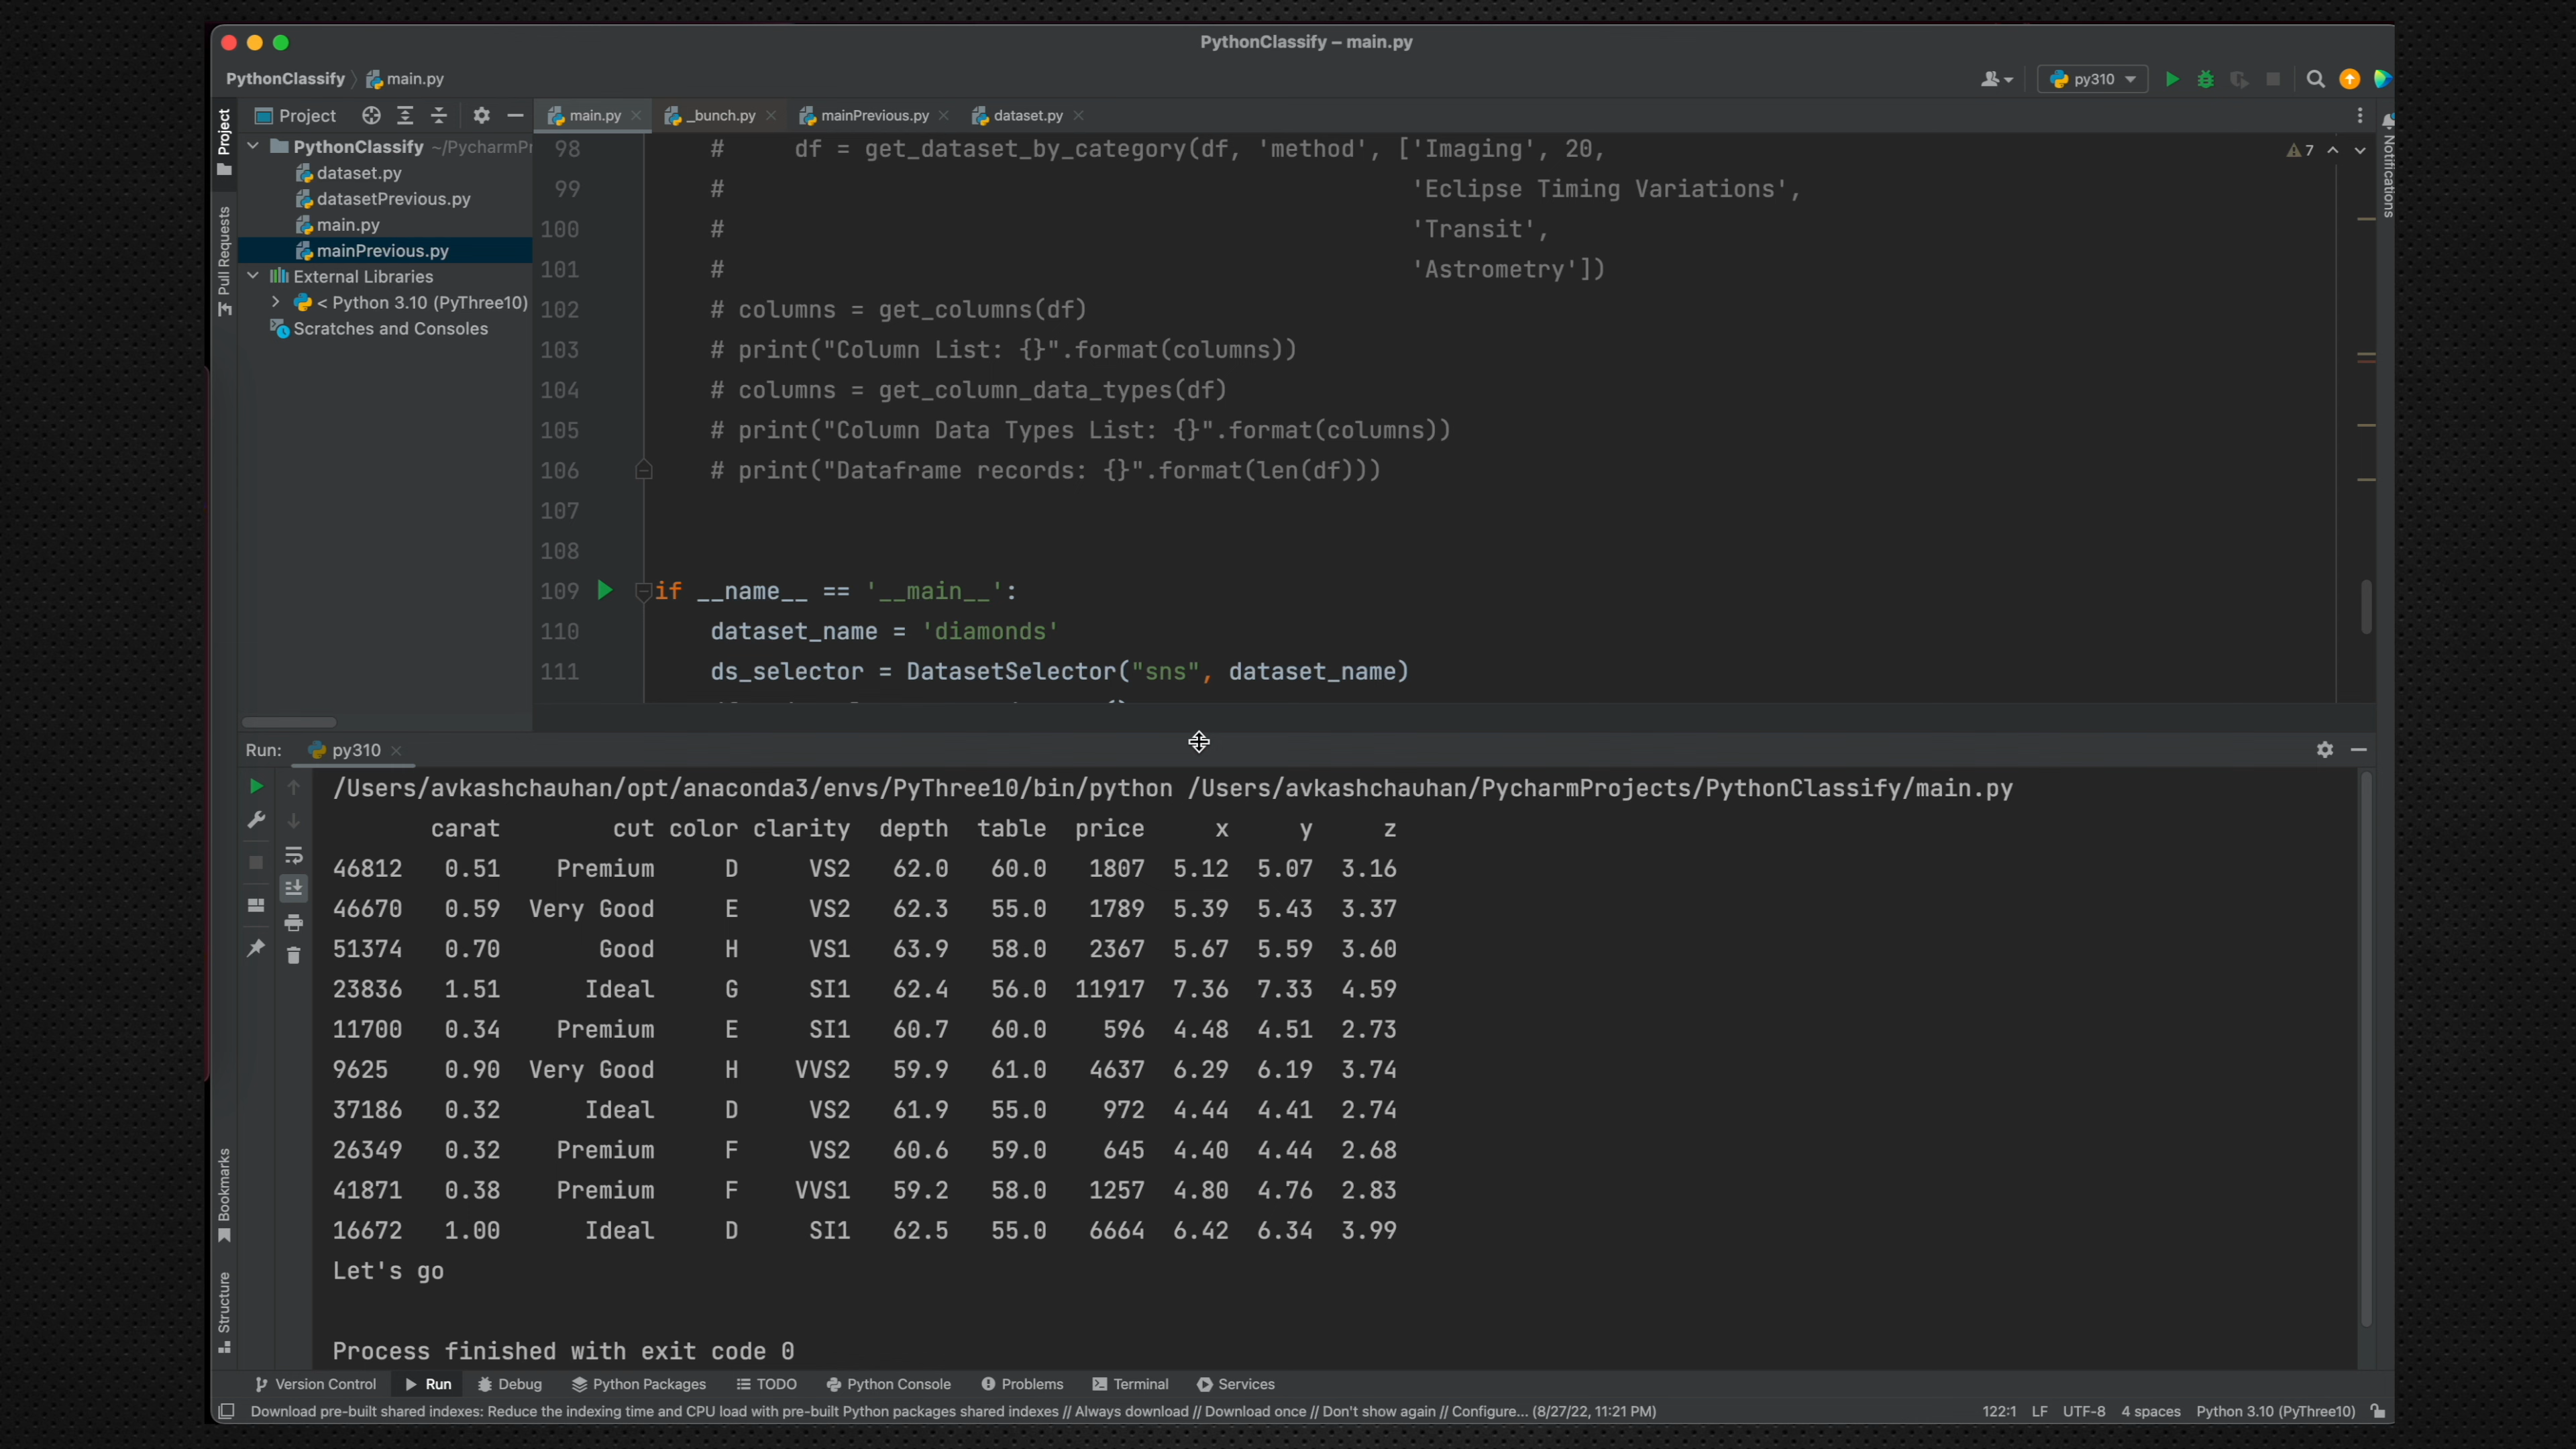 PythonClassify – main.py
PythonClassify main.py
py310
Project
main.py
_bunch.py
mainPrevious.py
dataset.py
Project
Pull Requests
Bookmarks
Structure
Notifications
PythonClassify ~/PycharmPr
dataset.py
datasetPrevious.py
main.py
mainPrevious.py
External Libraries
< Python 3.10 (PyThree10)
Scratches and Consoles
7
98 # df = get_dataset_by_category(df, 'method', ['Imaging', 20,
99 # 'Eclipse Timing Variations',
100 # 'Transit',
101 # 'Astrometry'])
102 # columns = get_columns(df)
103 # print("Column List: {}".format(columns))
104 # columns = get_column_data_types(df)
105 # print("Column Data Types List: {}".format(columns))
106 # print("Dataframe records: {}".format(len(df)))
107
108
109 if __name__ == '__main__':
110 dataset_name = 'diamonds'
111 ds_selector = DatasetSelector("sns", dataset_name)
Run: py310
/Users/avkashchauhan/opt/anaconda3/envs/PyThree10/bin/python /Users/avkashchauhan/PycharmProjects/PythonClassify/main.py
carat cut color clarity depth table price x y z
46812 0.51 Premium D VS2 62.0 60.0 1807 5.12 5.07 3.16
46670 0.59 Very Good E VS2 62.3 55.0 1789 5.39 5.43 3.37
51374 0.70 Good H VS1 63.9 58.0 2367 5.67 5.59 3.60
23836 1.51 Ideal G SI1 62.4 56.0 11917 7.36 7.33 4.59
11700 0.34 Premium E SI1 60.7 60.0 596 4.48 4.51 2.73
9625 0.90 Very Good H VVS2 59.9 61.0 4637 6.29 6.19 3.74
37186 0.32 Ideal D VS2 61.9 55.0 972 4.44 4.41 2.74
26349 0.32 Premium F VS2 60.6 59.0 645 4.40 4.44 2.68
41871 0.38 Premium F VVS1 59.2 58.0 1257 4.80 4.76 2.83
16672 1.00 Ideal D SI1 62.5 55.0 6664 6.42 6.34 3.99
Let's go
Process finished with exit code 0
Version Control Run Debug Python Packages TODO Python Console Problems Terminal Services
Download pre-built shared indexes: Reduce the indexing time and CPU load with pre-built Python packages shared indexes // Always download // Download once // Don't show again // Configure... (8/27/22, 11:21 PM)
122:1 LF UTF-8 4 spaces Python 3.10 (PyThree10)